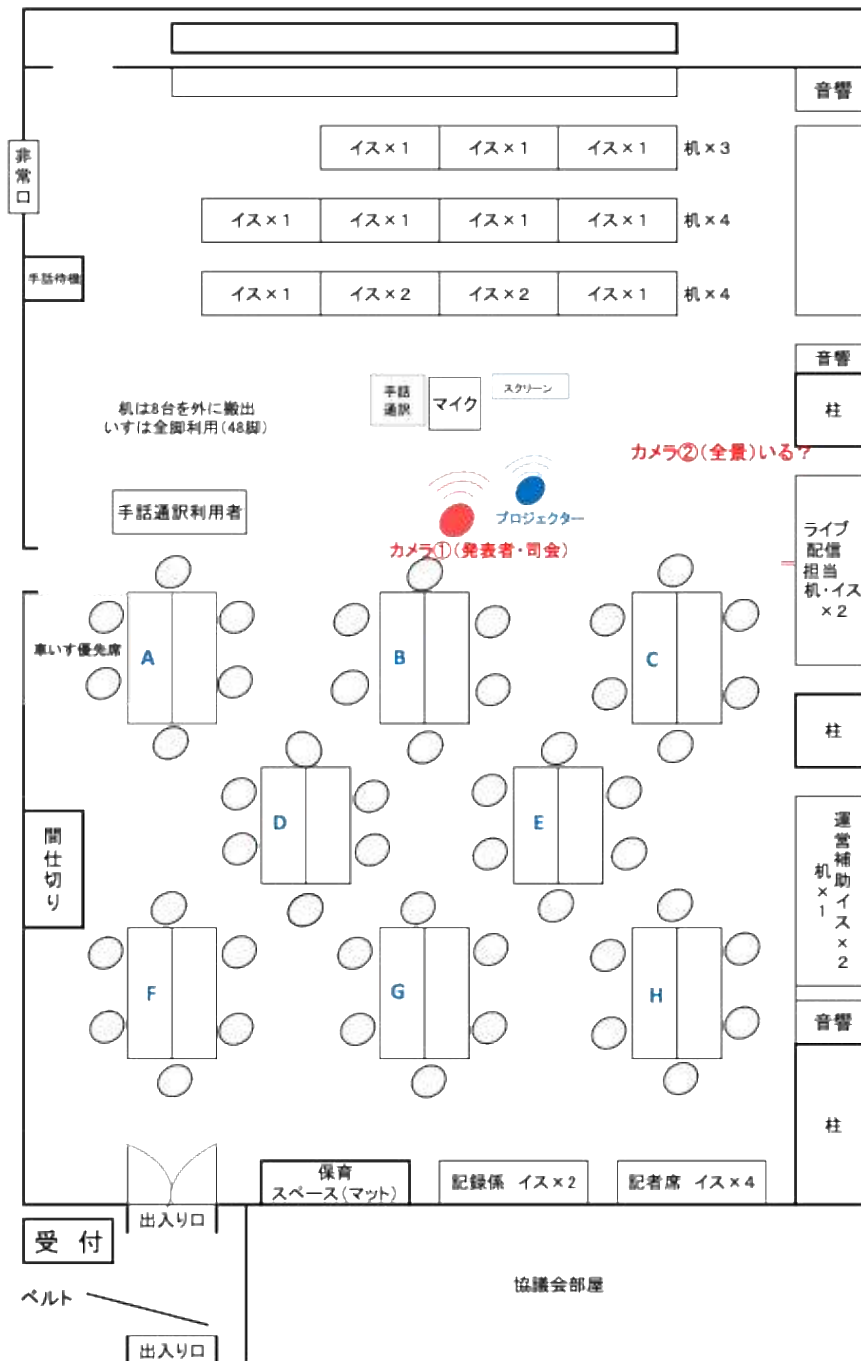 音響
非常口
イス×1 イス×1 イス×1 机×3
イス×1 イス×1 イス×1 イス×1 机×4
手話待機
イス×1 イス×2 イス×2 イス×1 机×4
音響
手話
通訳
マイク
スクリーン
柱
机は8台を外に搬出
いすは全脚利用(48脚)
カメラ②(全景)いる?
手話通訳利用者
プロジェクター
カメラ①(発表者・司会)
ライブ
配信
担当
机・イス
×2
車いす優先席
A
B
C
柱
D
E
間仕切り
運営補助イス×2
机×1
F
G
H
音響
柱
保育
スペース(マット)
記録係 イス×2
記者席 イス×4
出入り口
受 付
ベルト
協議会部屋
出入り口